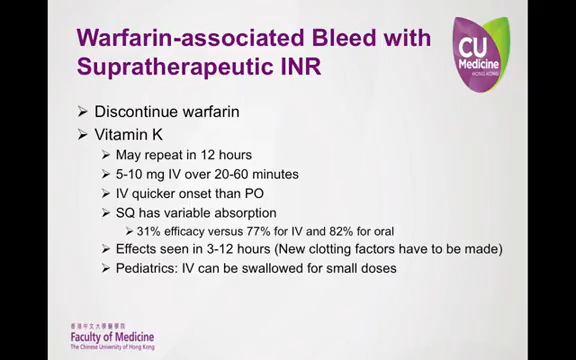 Warfarin-associated Bleed with
Supratherapeutic INR
CU
Medicine
HONG KONG
➢ Discontinue warfarin
➢ Vitamin K
➢ May repeat in 12 hours
➢ 5-10 mg IV over 20-60 minutes
➢ IV quicker onset than PO
➢ SQ has variable absorption
➢ 31% efficacy versus 77% for IV and 82% for oral
➢ Effects seen in 3-12 hours (New clotting factors have to be made)
➢ Pediatrics: IV can be swallowed for small doses
香港中文大學醫學院
Faculty of Medicine
The Chinese University of Hong Kong